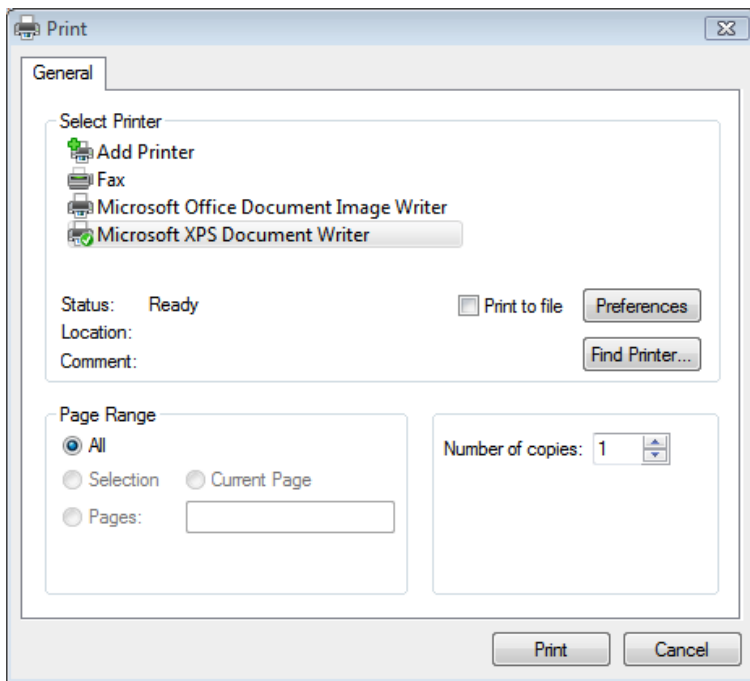 Print
General
Select Printer
Add Printer
Fax
Microsoft Office Document Image Writer
Microsoft XPS Document Writer
Status: Ready
Print to file
Preferences
Location:
Find Printer...
Comment:
Page Range
All
Number of copies: 1
Selection
Current Page
Pages:
Print
Cancel